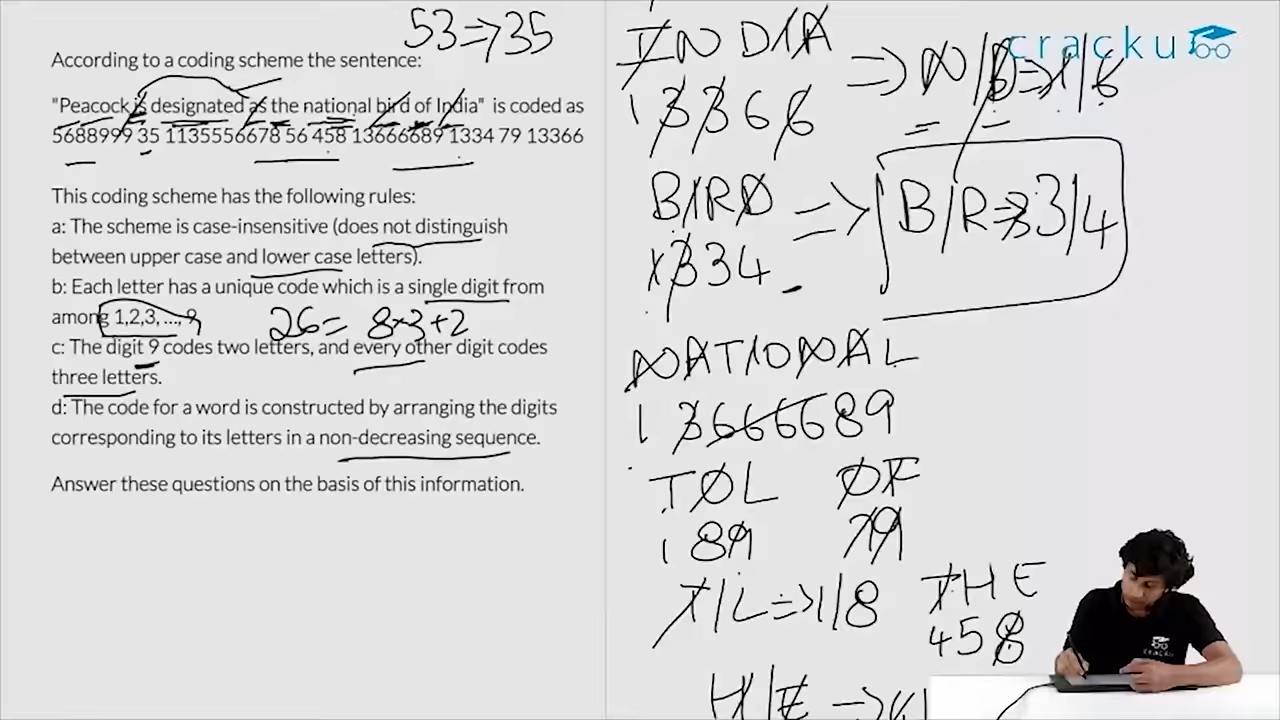 53 ⇒ 35
According to a coding scheme the sentence:
"Peacock is designated as the national bird of India" is coded as
5688999 35 1135556678 56 458 13666689 1334 79 13366
This coding scheme has the following rules:
a: The scheme is case-insensitive (does not distinguish
between upper case and lower case letters).
b: Each letter has a unique code which is a single digit from
among 1,2,3, ..., 9.
26 = 8×3+2
c: The digit 9 codes two letters, and every other digit codes
three letters.
d: The code for a word is constructed by arranging the digits
corresponding to its letters in a non-decreasing sequence.
Answer these questions on the basis of this information.
cracku
INDIA
13366
⇒ N/D ⇒ 1/6
BIRD
1334
⇒ B/R ⇒ 3/4
NATIONAL
13666689
TOL OF
189 79
T/L ⇒ 1/8
THE
458
H/E ⇒
cracku